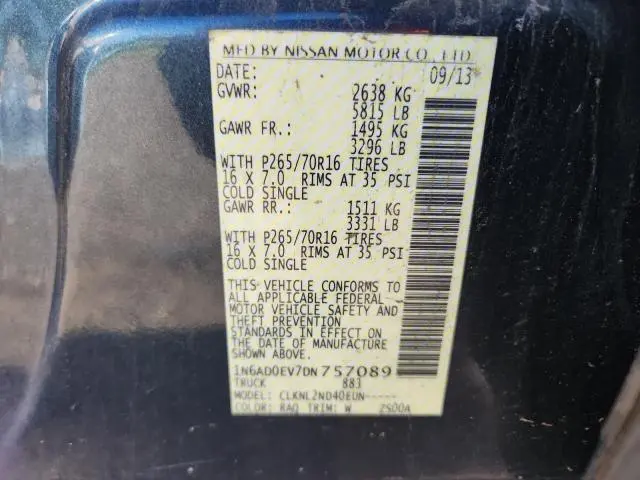 MFD BY NISSAN MOTOR CO., LTD.
DATE: 09/13
GVWR: 2638 KG
5815 LB
GAWR FR.: 1495 KG
3296 LB
WITH P265/70R16 TIRES
16 X 7.0 RIMS AT 35 PSI
COLD SINGLE
GAWR RR.: 1511 KG
3331 LB
WITH P265/70R16 TIRES
16 X 7.0 RIMS AT 35 PSI
COLD SINGLE
THIS VEHICLE CONFORMS TO
ALL APPLICABLE FEDERAL
MOTOR VEHICLE SAFETY AND
THEFT PREVENTION
STANDARDS IN EFFECT ON
THE DATE OF MANUFACTURE
SHOWN ABOVE.
1N6AD0EV7DN757089
TRUCK 883
MODEL: CLKNL2ND40EUN-----
COLOR: RAQ TRIM: W 2S00A